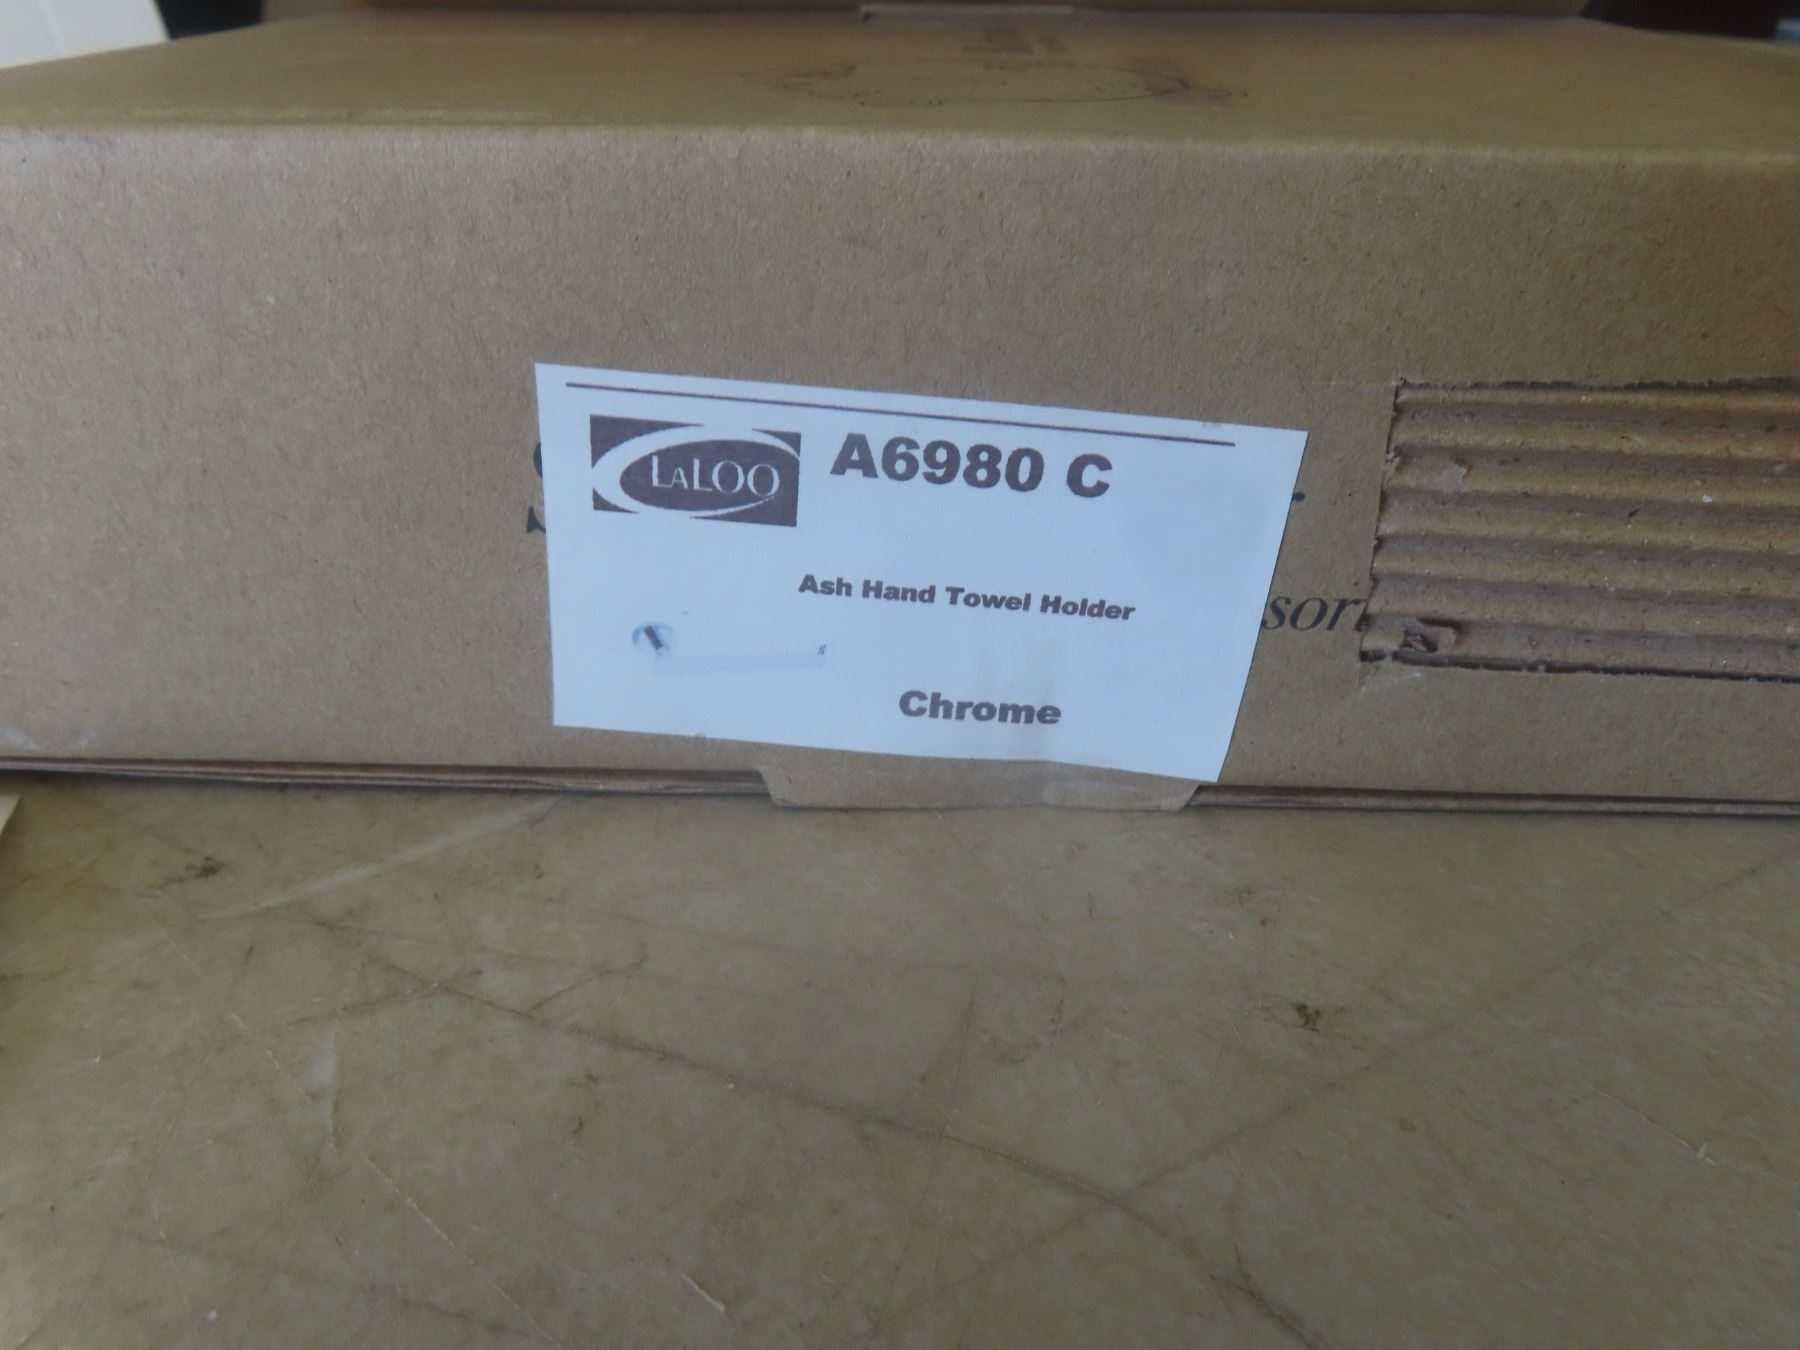 LALOO
A6980 C
Ash Hand Towel Holder
Chrome